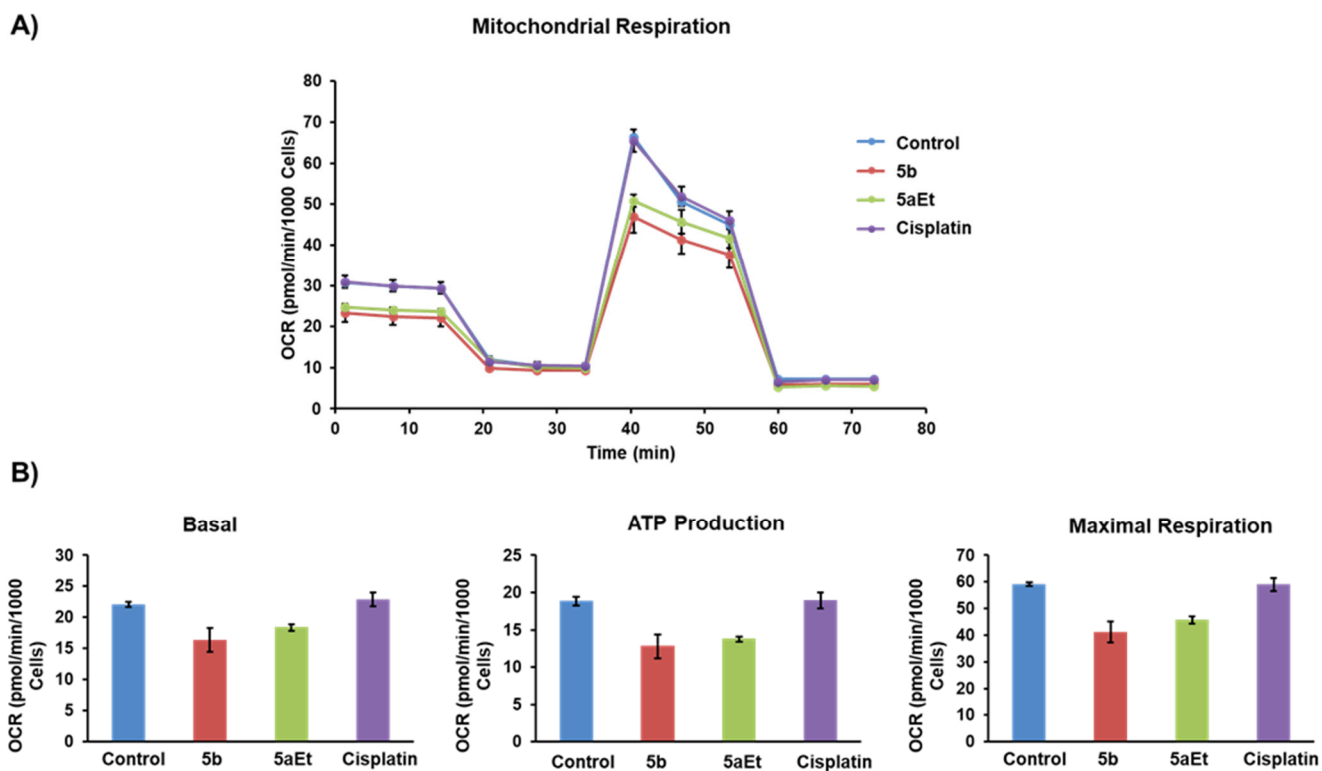 A)
Mitochondrial Respiration
OCR (pmol/min/1000 Cells)
80
70
60
50
40
30
20
10
0
0 10 20 30 40 50 60 70 80
Time (min)
Control
5b
5aEt
Cisplatin
B)
Basal
OCR (pmol/min/1000
Cells)
30
25
20
15
10
5
0
Control 5b 5aEt Cisplatin
ATP Production
OCR (pmol/min/1000
Cells)
25
20
15
10
5
0
Control 5b 5aEt Cisplatin
Maximal Respiration
OCR (pmol/min/1000
Cells)
70
60
50
40
30
20
10
0
Control 5b 5aEt Cisplatin